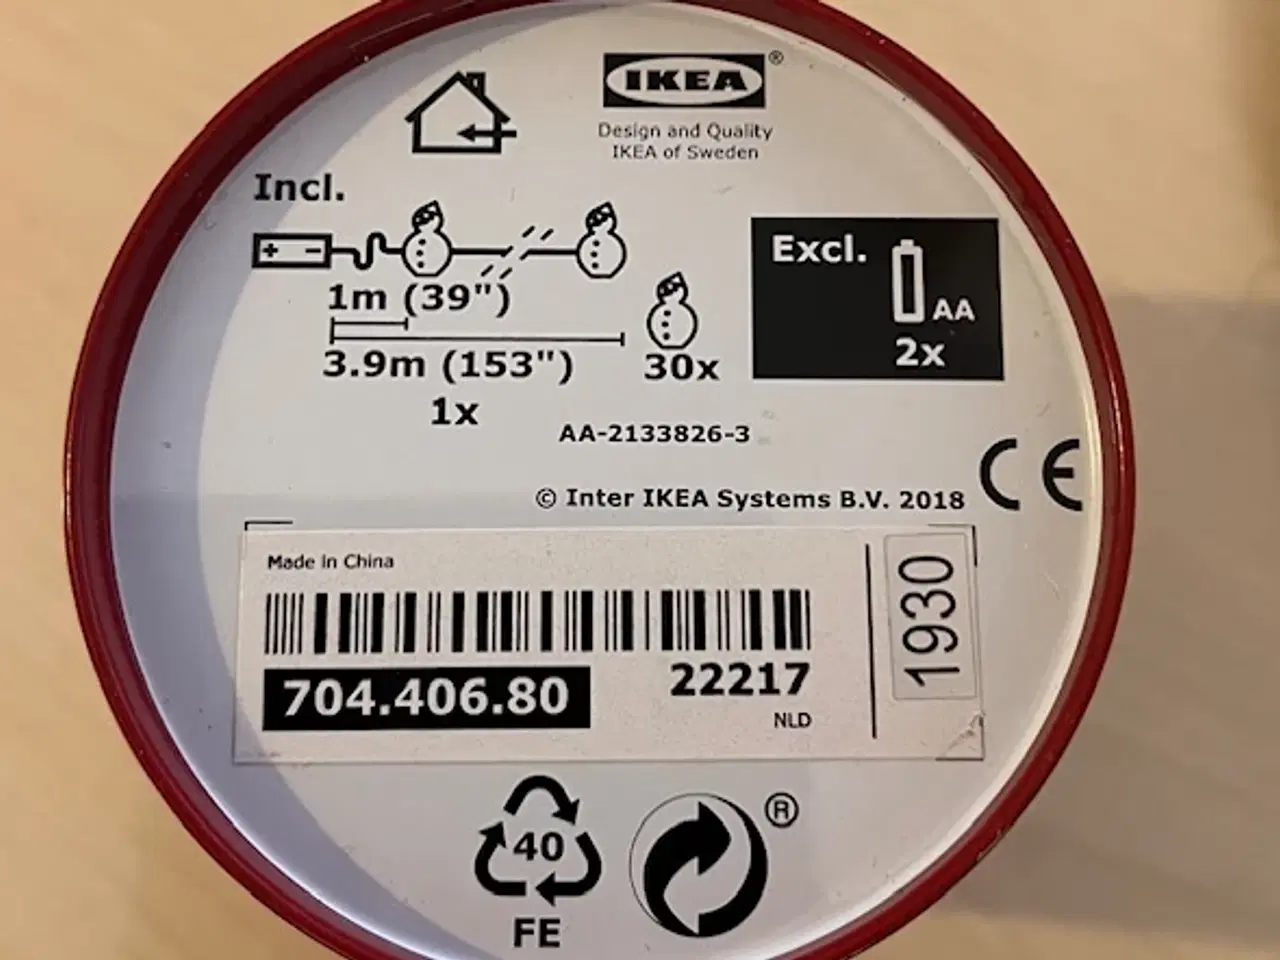 IKEA®
Design and Quality
IKEA of Sweden
Incl.
+ -
1m (39")
3.9m (153")
1x
30x
Excl.
AA
2x
AA-2133826-3
© Inter IKEA Systems B.V. 2018
CE
Made in China
704.406.80
22217
NLD
1930
40
FE
®